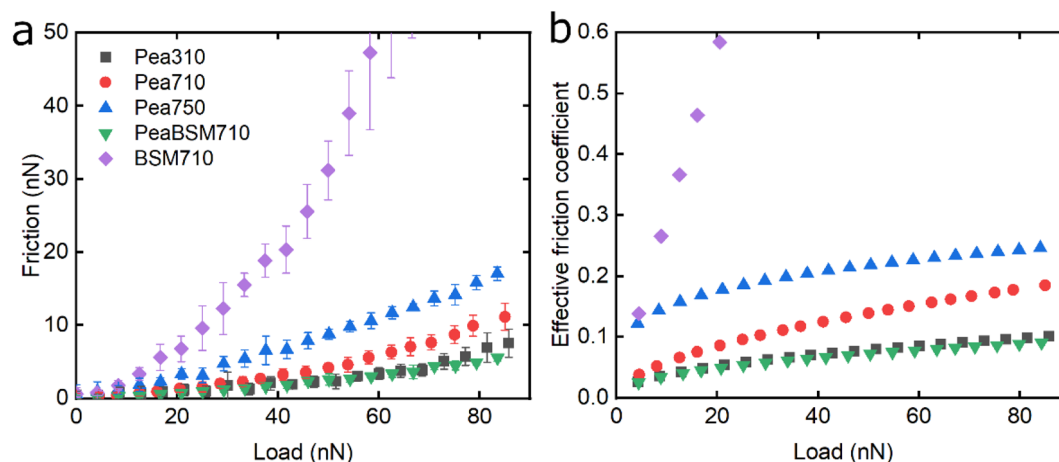 a
50
40
30
20
10
0
Friction (nN)
Pea310
Pea710
Pea750
PeaBSM710
BSM710
0 20 40 60 80
Load (nN)
b
0.6
0.5
0.4
0.3
0.2
0.1
0.0
Effective friction coefficient
0 20 40 60 80
Load (nN)